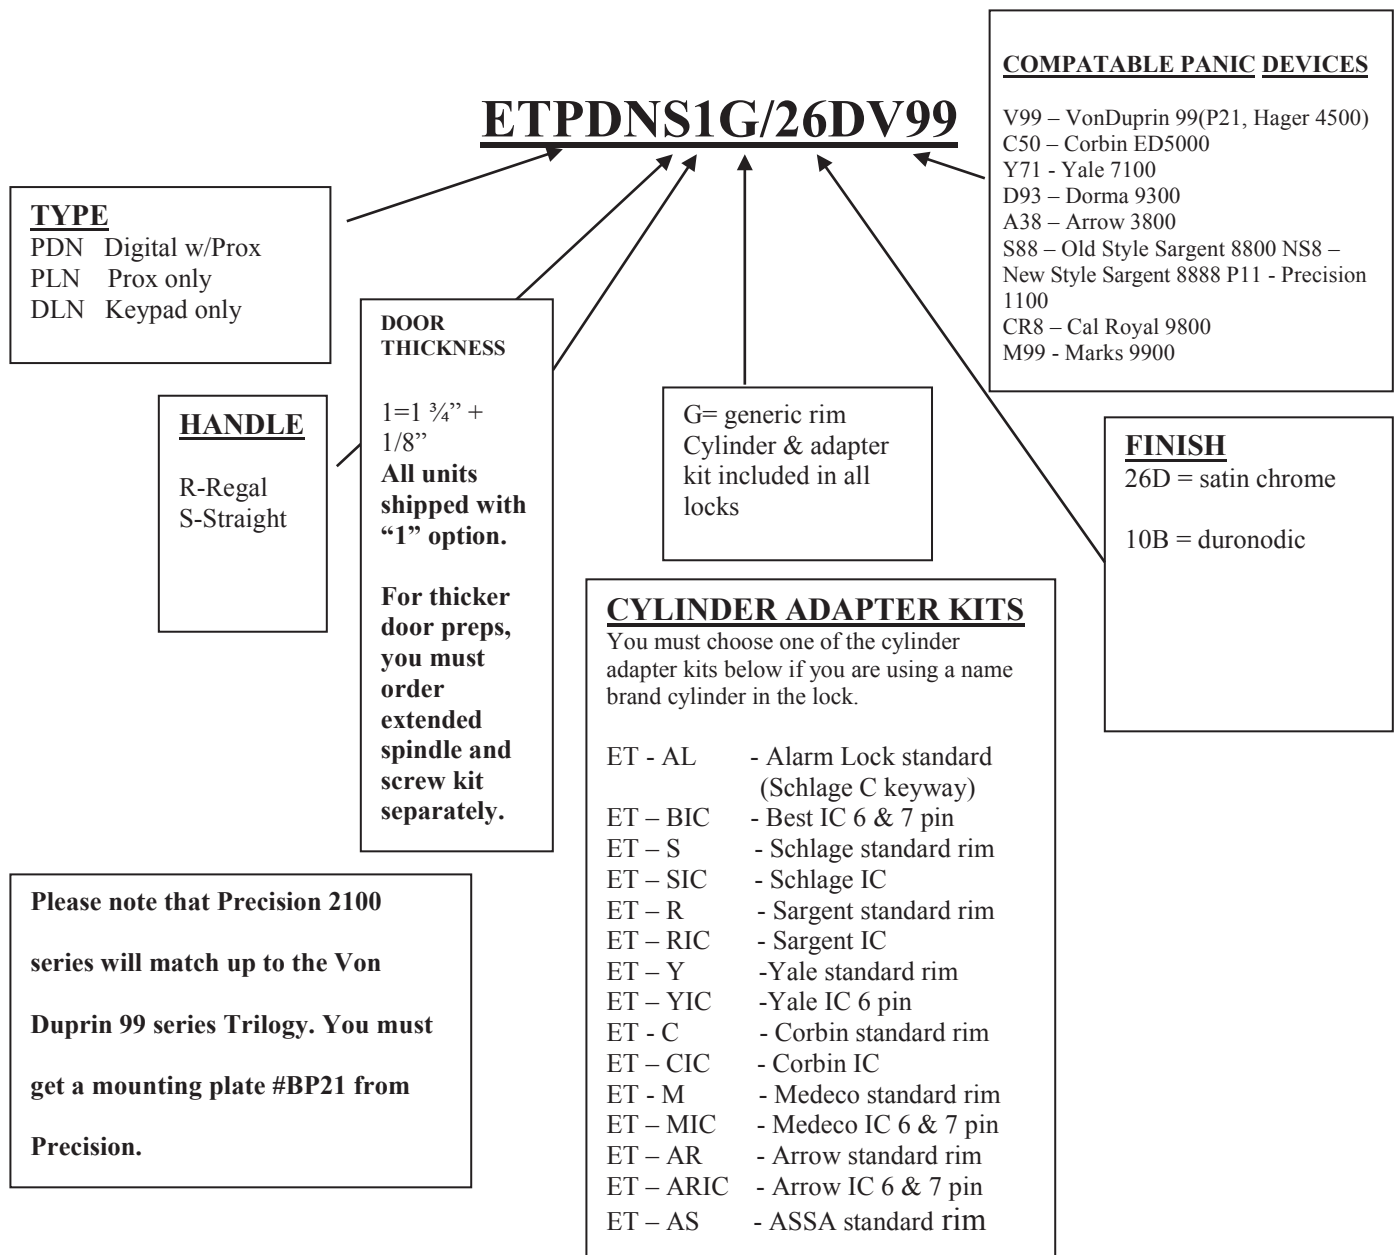 ETPDNS1G/26DV99
COMPATABLE PANIC DEVICES
V99 – VonDuprin 99(P21, Hager 4500)
C50 – Corbin ED5000
Y71 - Yale 7100
D93 – Dorma 9300
A38 – Arrow 3800
S88 – Old Style Sargent 8800 NS8 –
New Style Sargent 8888 P11 - Precision
1100
CR8 – Cal Royal 9800
M99 - Marks 9900
TYPE
PDN Digital w/Prox
PLN Prox only
DLN Keypad only
HANDLE
R-Regal
S-Straight
DOOR
THICKNESS
1=1 ¾” +
1/8”
All units
shipped with
“1” option.
For thicker
door preps,
you must
order
extended
spindle and
screw kit
separately.
G= generic rim
Cylinder & adapter
kit included in all
locks
FINISH
26D = satin chrome
10B = duronodic
CYLINDER ADAPTER KITS
You must choose one of the cylinder
adapter kits below if you are using a name
brand cylinder in the lock.
ET - AL - Alarm Lock standard
(Schlage C keyway)
ET – BIC - Best IC 6 & 7 pin
ET – S - Schlage standard rim
ET – SIC - Schlage IC
ET – R - Sargent standard rim
ET – RIC - Sargent IC
ET – Y -Yale standard rim
ET – YIC -Yale IC 6 pin
ET - C - Corbin standard rim
ET – CIC - Corbin IC
ET - M - Medeco standard rim
ET – MIC - Medeco IC 6 & 7 pin
ET – AR - Arrow standard rim
ET – ARIC - Arrow IC 6 & 7 pin
ET – AS - ASSA standard rim
Please note that Precision 2100
series will match up to the Von
Duprin 99 series Trilogy. You must
get a mounting plate #BP21 from
Precision.